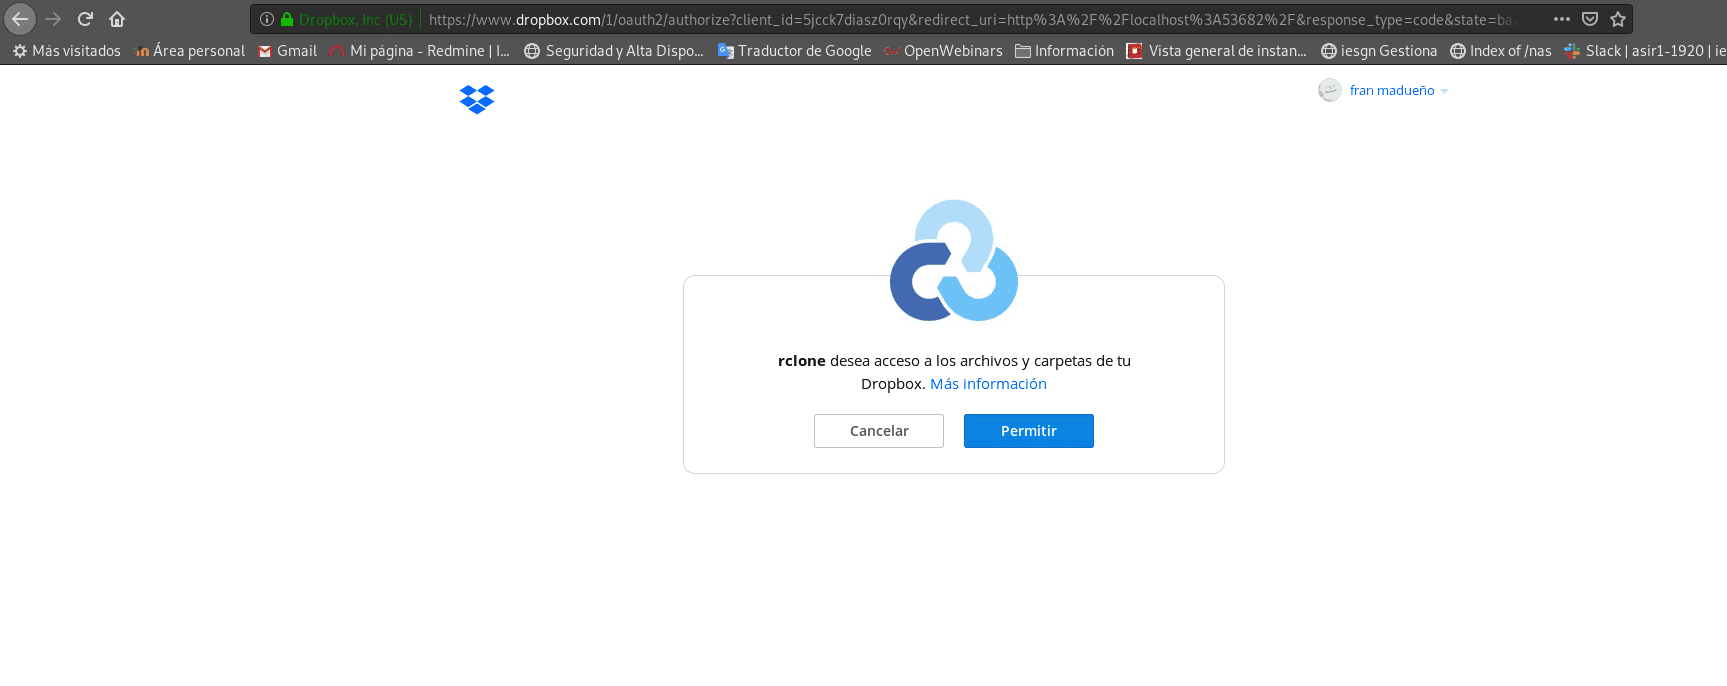 Dropbox, Inc (US) https://www.dropbox.com/1/oauth2/authorize?client_id=5jcck7diasz0rqy&redirect_uri=http%3A%2F%2Flocalhost%3A53682%2F&response_type=code&state=ba2
Más visitados Área personal Gmail Mi página - Redmine | I... Seguridad y Alta Dispo... Traductor de Google OpenWebinars Información Vista general de instan... iesgn Gestiona Index of /nas Slack | asir1-1920 | ie
fran madueño
rclone desea acceso a los archivos y carpetas de tu
Dropbox. Más información
Cancelar Permitir